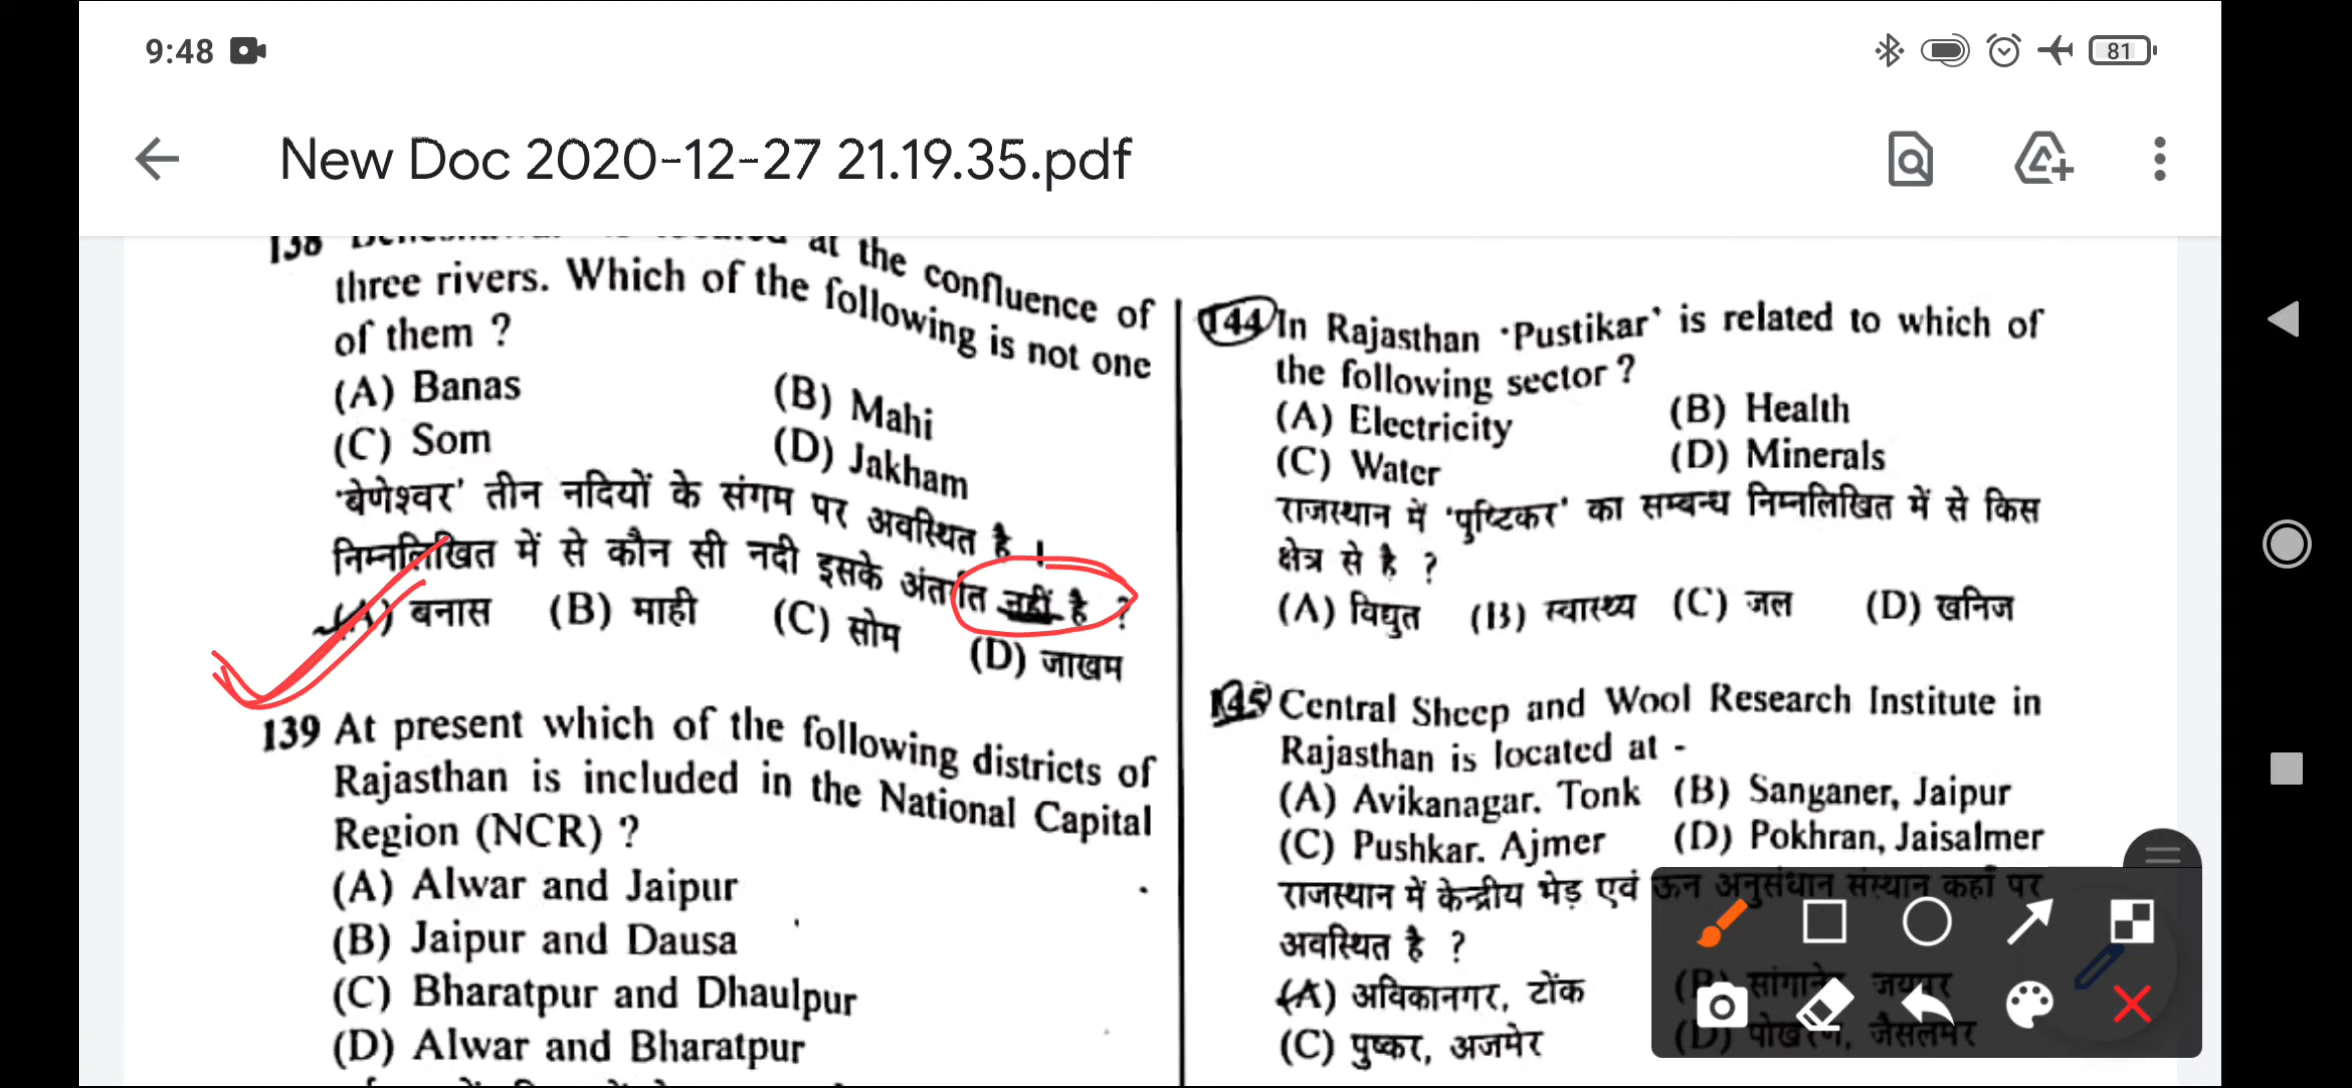 9:48
81
New Doc 2020-12-27 21.19.35.pdf
138 at the confluence of
three rivers. Which of the following is not one
of them ?
(A) Banas (B) Mahi
(C) Som (D) Jakham
'बेणेश्वर' तीन नदियों के संगम पर अवस्थित है ।
निम्नलिखित में से कौन सी नदी इसके अंतर्गत नहीं है ?
(A) बनास (B) माही (C) सोम (D) जाखम
139 At present which of the following districts of
Rajasthan is included in the National Capital
Region (NCR) ?
(A) Alwar and Jaipur
(B) Jaipur and Dausa
(C) Bharatpur and Dhaulpur
(D) Alwar and Bharatpur
144 In Rajasthan 'Pustikar' is related to which of
the following sector ?
(A) Electricity (B) Health
(C) Water (D) Minerals
राजस्थान में 'पुष्टिकर' का सम्बन्ध निम्नलिखित में से किस
क्षेत्र से है ?
(A) विद्युत (B) स्वास्थ्य (C) जल (D) खनिज
145 Central Sheep and Wool Research Institute in
Rajasthan is located at -
(A) Avikanagar. Tonk (B) Sanganer, Jaipur
(C) Pushkar. Ajmer (D) Pokhran, Jaisalmer
राजस्थान में केन्द्रीय भेड़ एवं ऊन अनुसंधान संस्थान कहाँ पर
अवस्थित है ?
(A) अविकानगर, टोंक (B) सांगानेर जयपुर
(C) पुष्कर, अजमेर (D) पोखरण, जैसलमेर